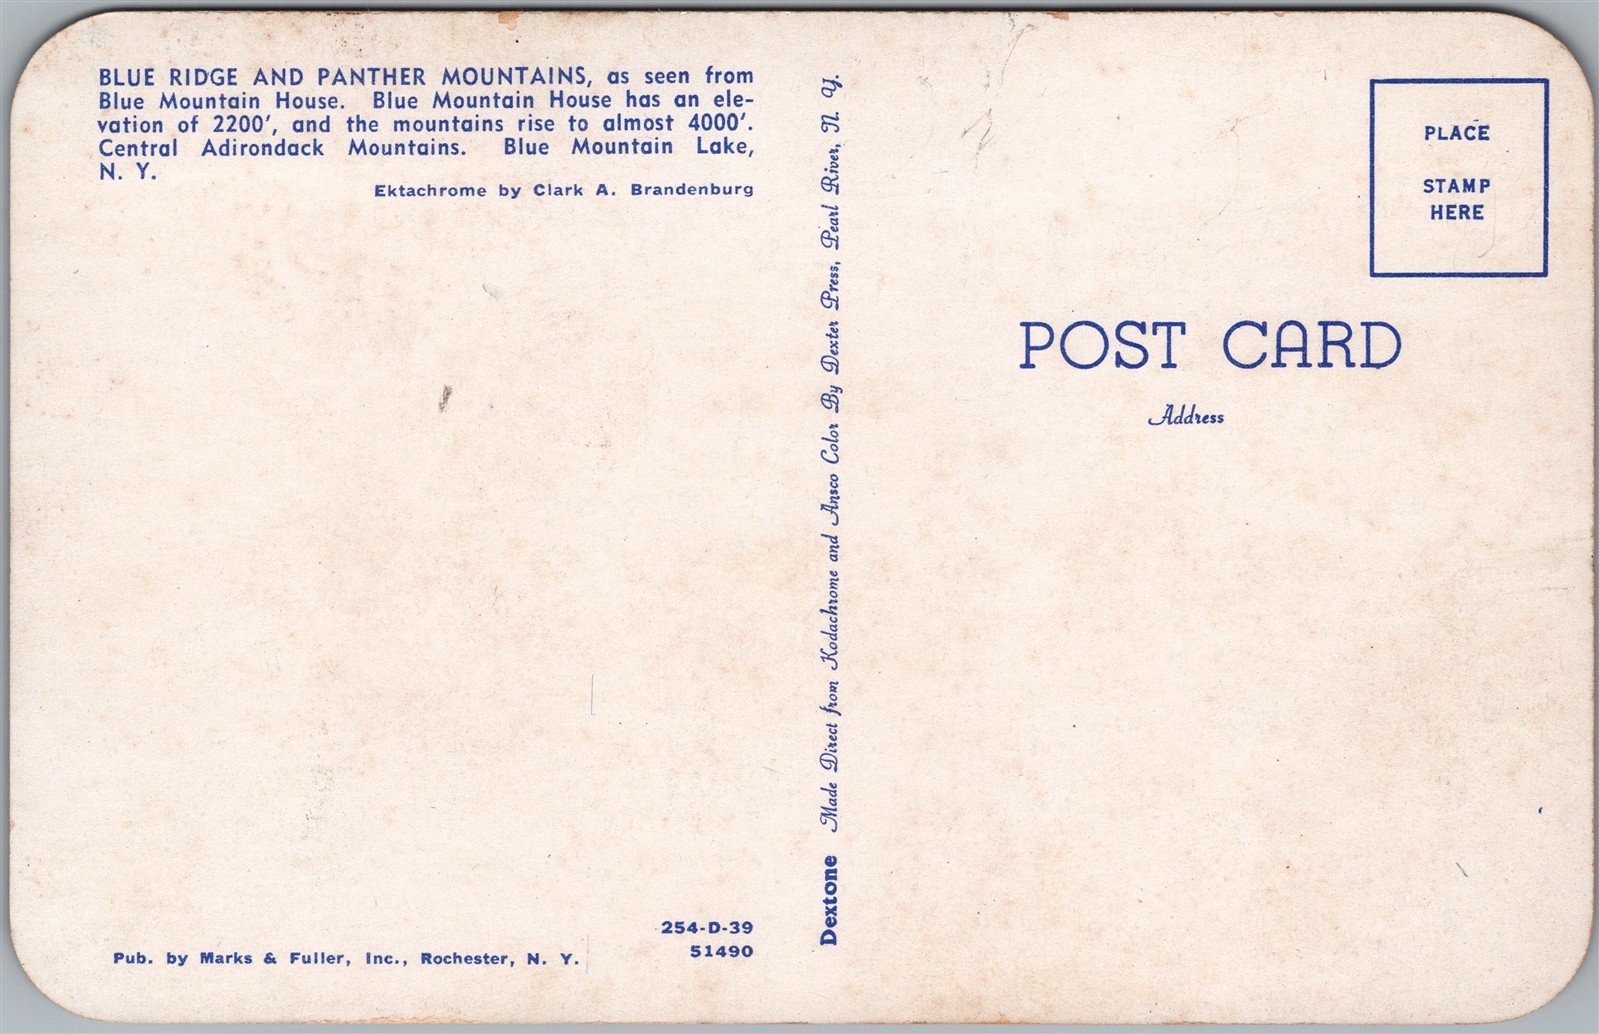 BLUE RIDGE AND PANTHER MOUNTAINS, as seen from
Blue Mountain House. Blue Mountain House has an ele-
vation of 2200', and the mountains rise to almost 4000'.
Central Adirondack Mountains. Blue Mountain Lake,
N. Y.
Ektachrome by Clark A. Brandenburg
254-D-39
51490
Pub. by Marks & Fuller, Inc., Rochester, N. Y.
Dextone Made Direct from Kodachrome and Ansco Color By Dexter Press, Pearl River, N. Y.
PLACE
STAMP
HERE
POST CARD
Address